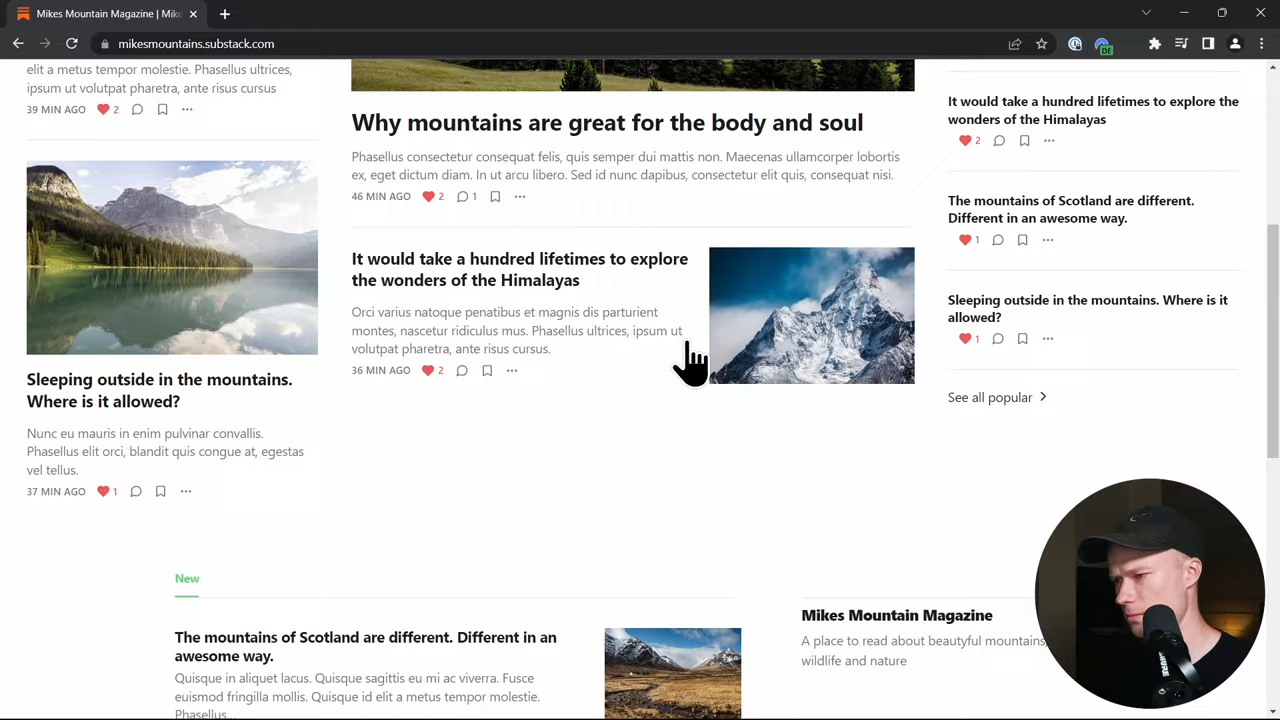 Mikes Mountain Magazine | Mike
mikesmountains.substack.com
DE
elit a metus tempor molestie. Phasellus ultrices,
ipsum ut volutpat pharetra, ante risus cursus
39 MIN AGO 2
Sleeping outside in the mountains.
Where is it allowed?
Nunc eu mauris in enim pulvinar convallis.
Phasellus elit orci, blandit quis congue at, egestas
vel tellus.
37 MIN AGO 1
Why mountains are great for the body and soul
Phasellus consectetur consequat felis, quis semper dui mattis non. Maecenas ullamcorper lobortis
ex, eget dictum diam. In ut arcu libero. Sed id nunc dapibus, consectetur elit quis, consequat nisi.
46 MIN AGO 2 1
It would take a hundred lifetimes to explore
the wonders of the Himalayas
Orci varius natoque penatibus et magnis dis parturient
montes, nascetur ridiculus mus. Phasellus ultrices, ipsum ut
volutpat pharetra, ante risus cursus.
36 MIN AGO 2
It would take a hundred lifetimes to explore the
wonders of the Himalayas
2
The mountains of Scotland are different.
Different in an awesome way.
1
Sleeping outside in the mountains. Where is it
allowed?
1
See all popular
New
The mountains of Scotland are different. Different in an
awesome way.
Quisque in aliquet lacus. Quisque sagittis eu mi ac viverra. Fusce
euismod fringilla mollis. Quisque id elit a metus tempor molestie.
Phasellus...
Mikes Mountain Magazine
A place to read about beautyful mountains,
wildlife and nature
SHURE